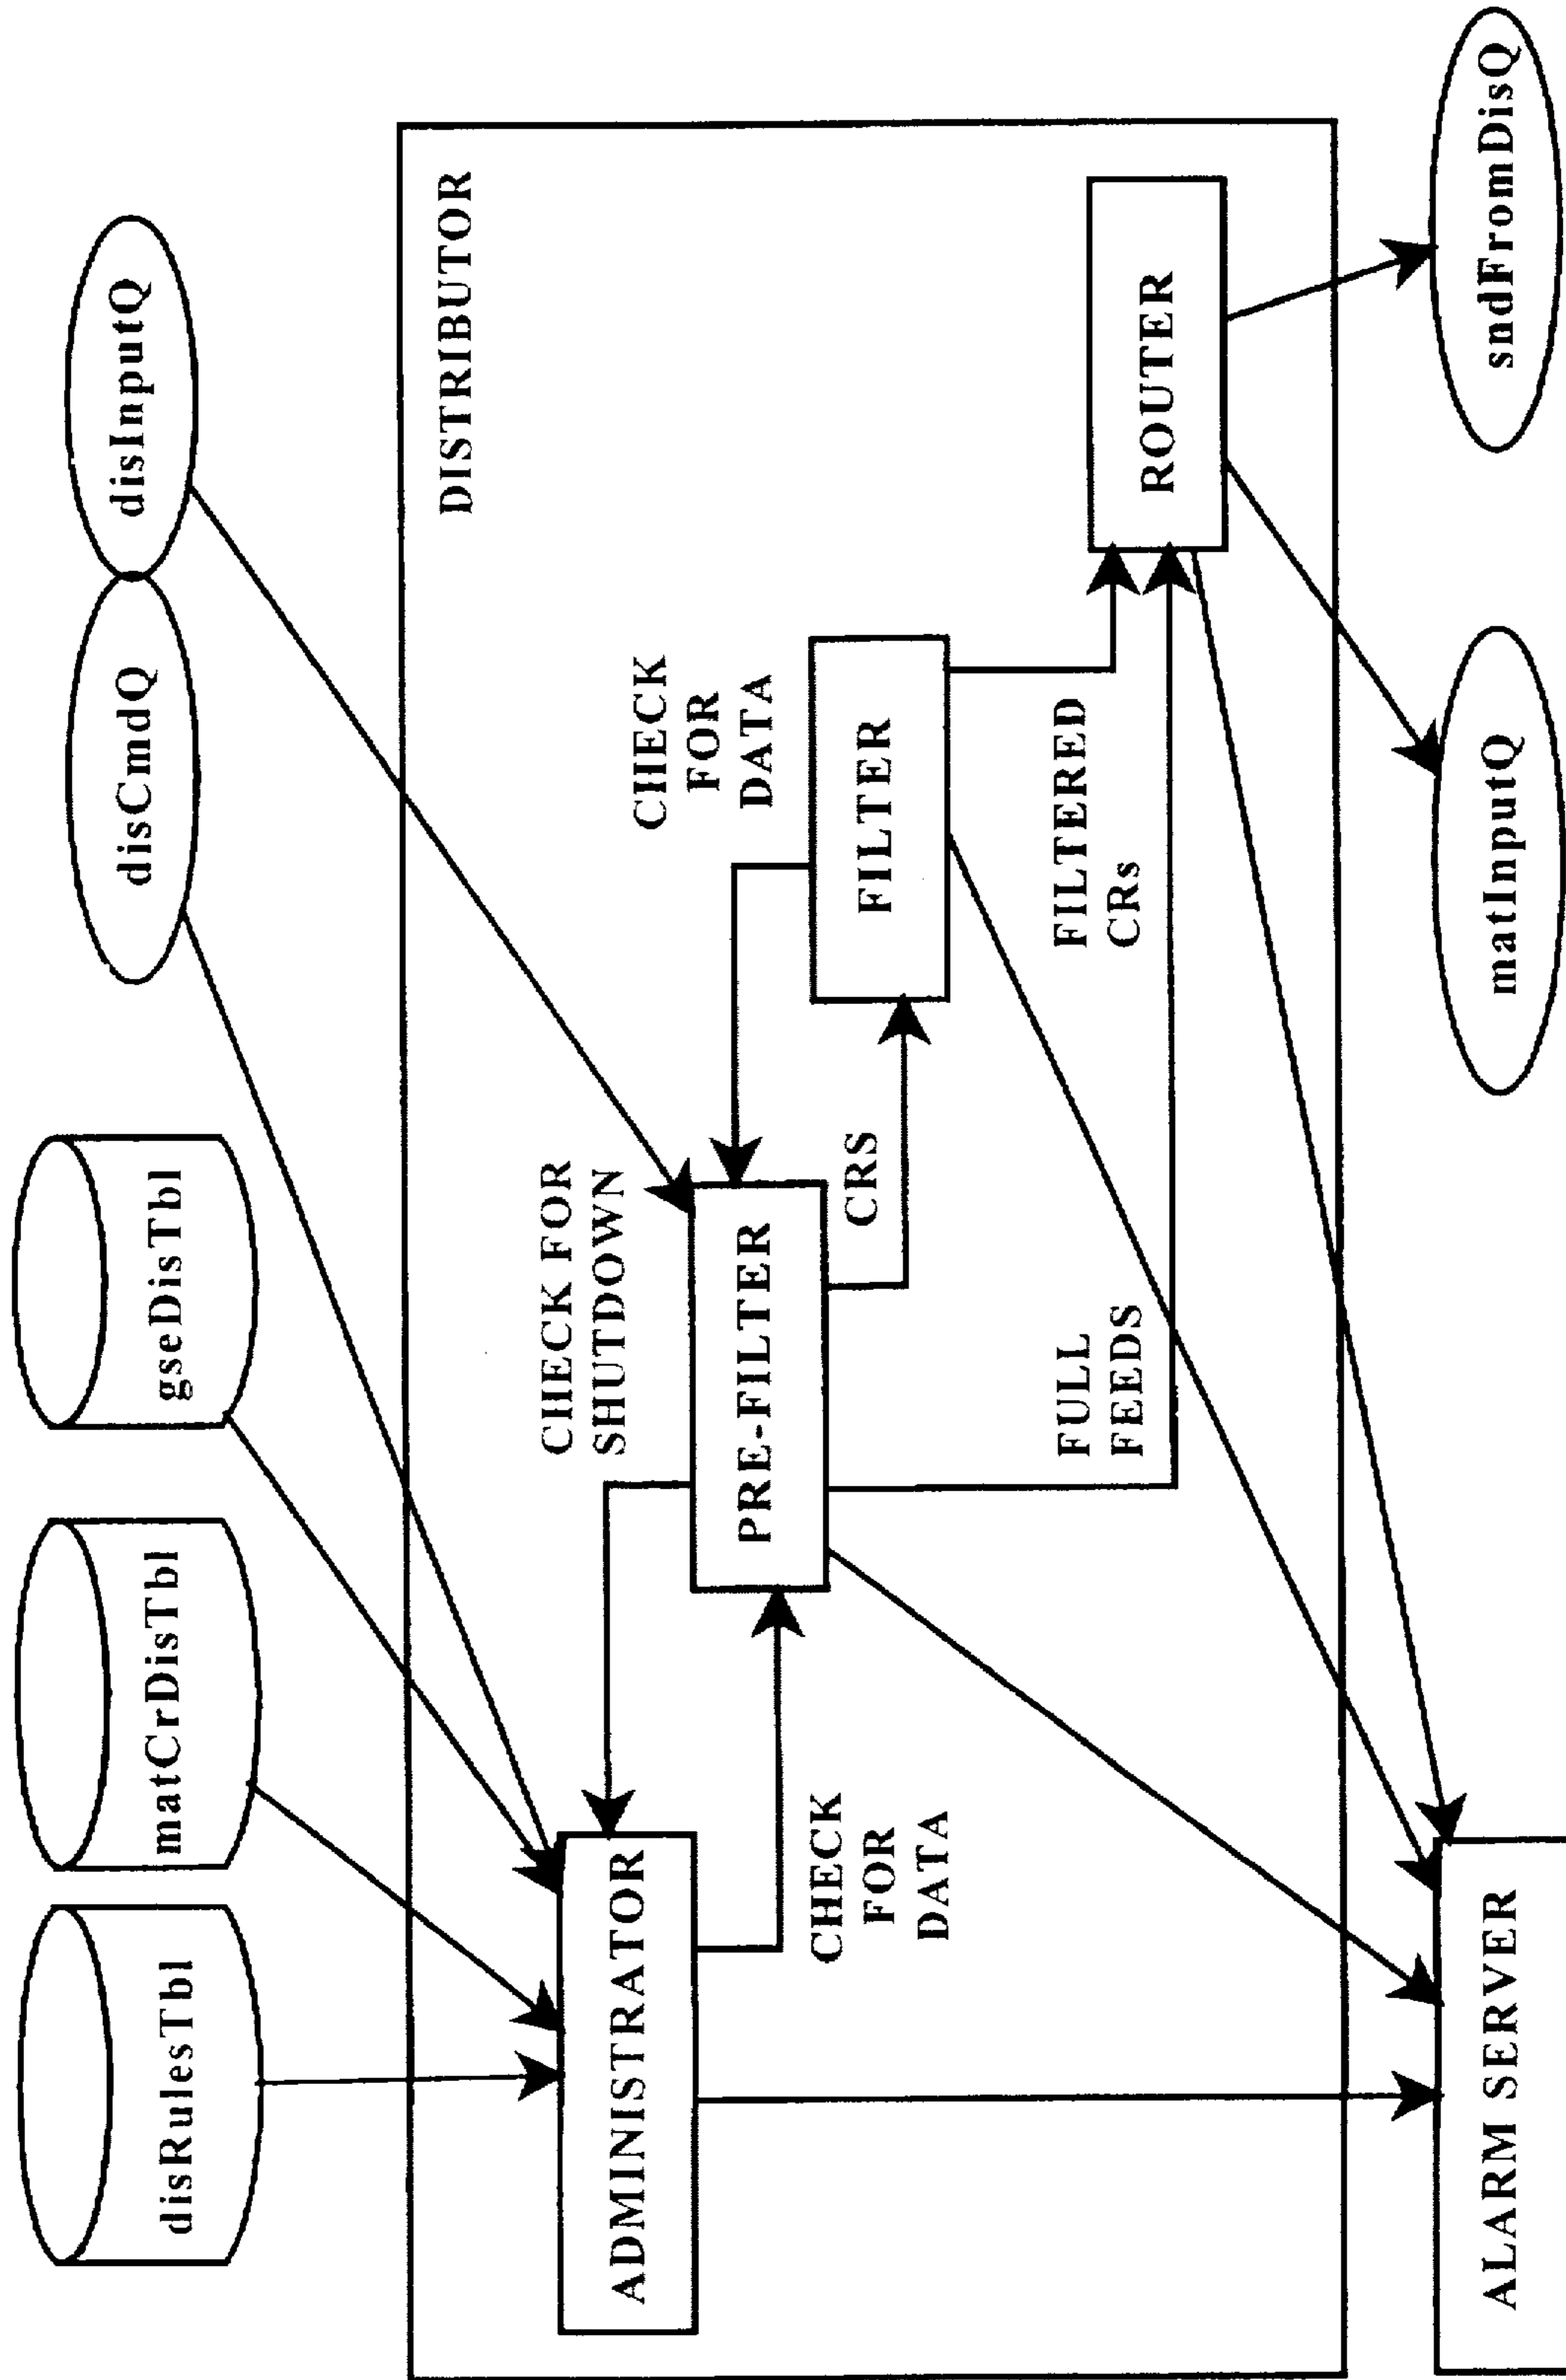 disRulesTbl
matCrDisTbl
gseDisTbl
disCmdQ
disInputQ
DISTRIBUTOR
ADMINISTRATOR
CHECK FOR
SHUTDOWN
CHECK
FOR
DATA
PRE-FILTER
CHECK
FOR
DATA
CRS
FILTER
FULL
FEEDS
FILTERED
CRs
ROUTER
ALARM SERVER
matInputQ
sndFromDisQ